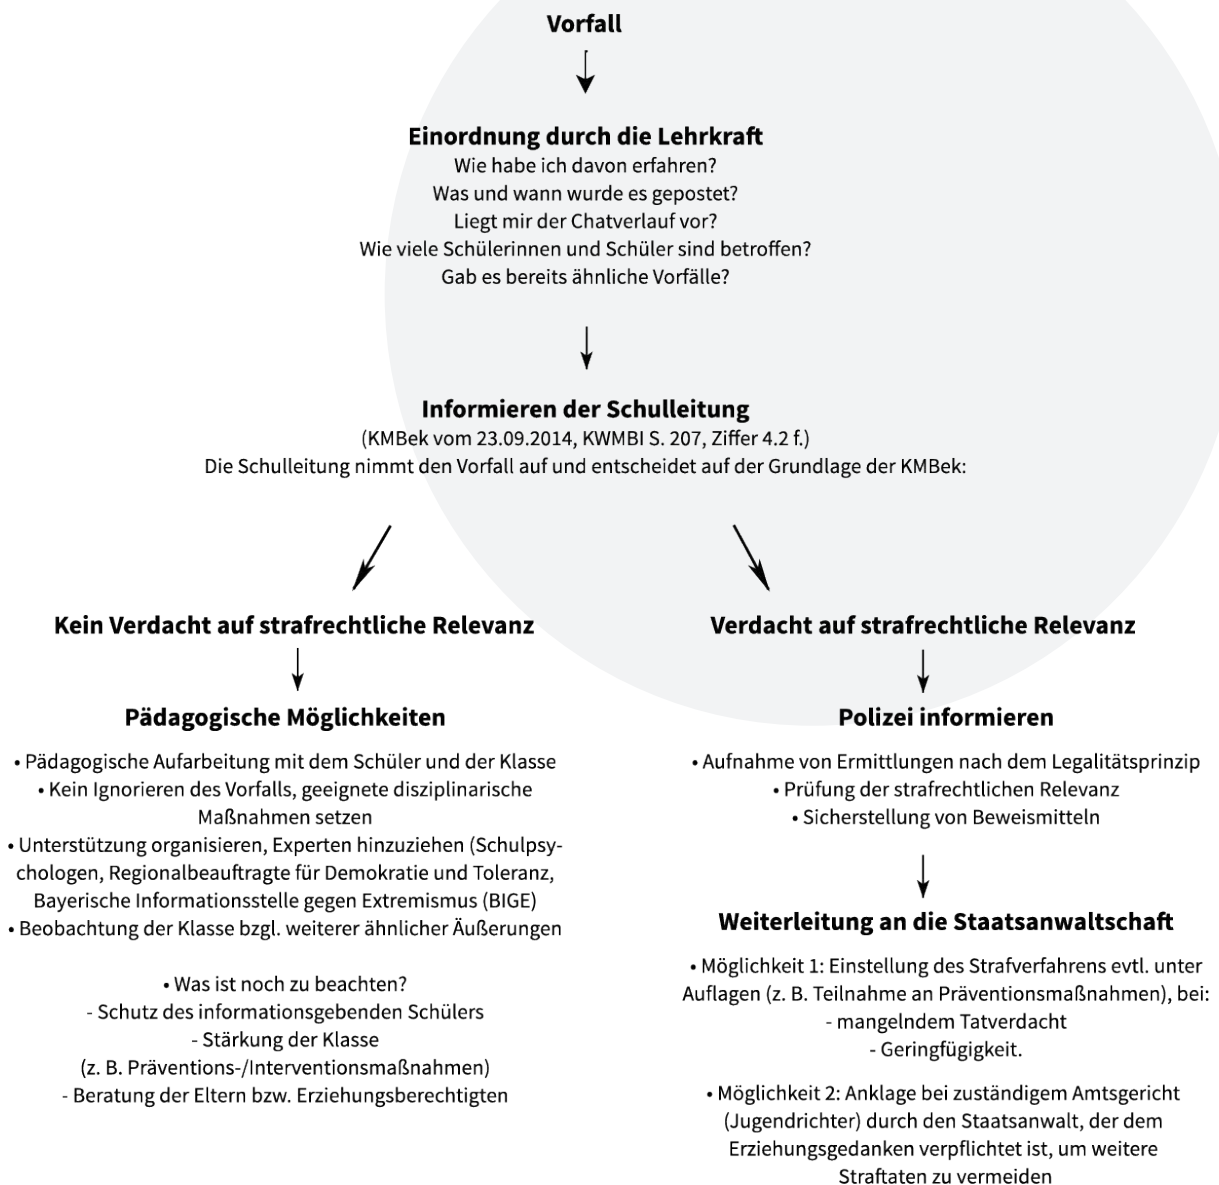 Vorfall
Einordnung durch die Lehrkraft
Wie habe ich davon erfahren?
Was und wann wurde es gepostet?
Liegt mir der Chatverlauf vor?
Wie viele Schülerinnen und Schüler sind betroffen?
Gab es bereits ähnliche Vorfälle?
Informieren der Schulleitung
(KMBek vom 23.09.2014, KWMBI S. 207, Ziffer 4.2 f.)
Die Schulleitung nimmt den Vorfall auf und entscheidet auf der Grundlage der KMBek:
Kein Verdacht auf strafrechtliche Relevanz
Pädagogische Möglichkeiten
• Pädagogische Aufarbeitung mit dem Schüler und der Klasse
• Kein Ignorieren des Vorfalls, geeignete disziplinarische
Maßnahmen setzen
• Unterstützung organisieren, Experten hinzuziehen (Schulpsy-
chologen, Regionalbeauftragte für Demokratie und Toleranz,
Bayerische Informationsstelle gegen Extremismus (BIGE)
• Beobachtung der Klasse bzgl. weiterer ähnlicher Äußerungen
• Was ist noch zu beachten?
- Schutz des informationsgebenden Schülers
- Stärkung der Klasse
(z. B. Präventions-/Interventionsmaßnahmen)
- Beratung der Eltern bzw. Erziehungsberechtigten
Verdacht auf strafrechtliche Relevanz
Polizei informieren
• Aufnahme von Ermittlungen nach dem Legalitätsprinzip
• Prüfung der strafrechtlichen Relevanz
• Sicherstellung von Beweismitteln
Weiterleitung an die Staatsanwaltschaft
• Möglichkeit 1: Einstellung des Strafverfahrens evtl. unter
Auflagen (z. B. Teilnahme an Präventionsmaßnahmen), bei:
- mangelndem Tatverdacht
- Geringfügigkeit.
• Möglichkeit 2: Anklage bei zuständigem Amtsgericht
(Jugendrichter) durch den Staatsanwalt, der dem
Erziehungsgedanken verpflichtet ist, um weitere
Straftaten zu vermeiden